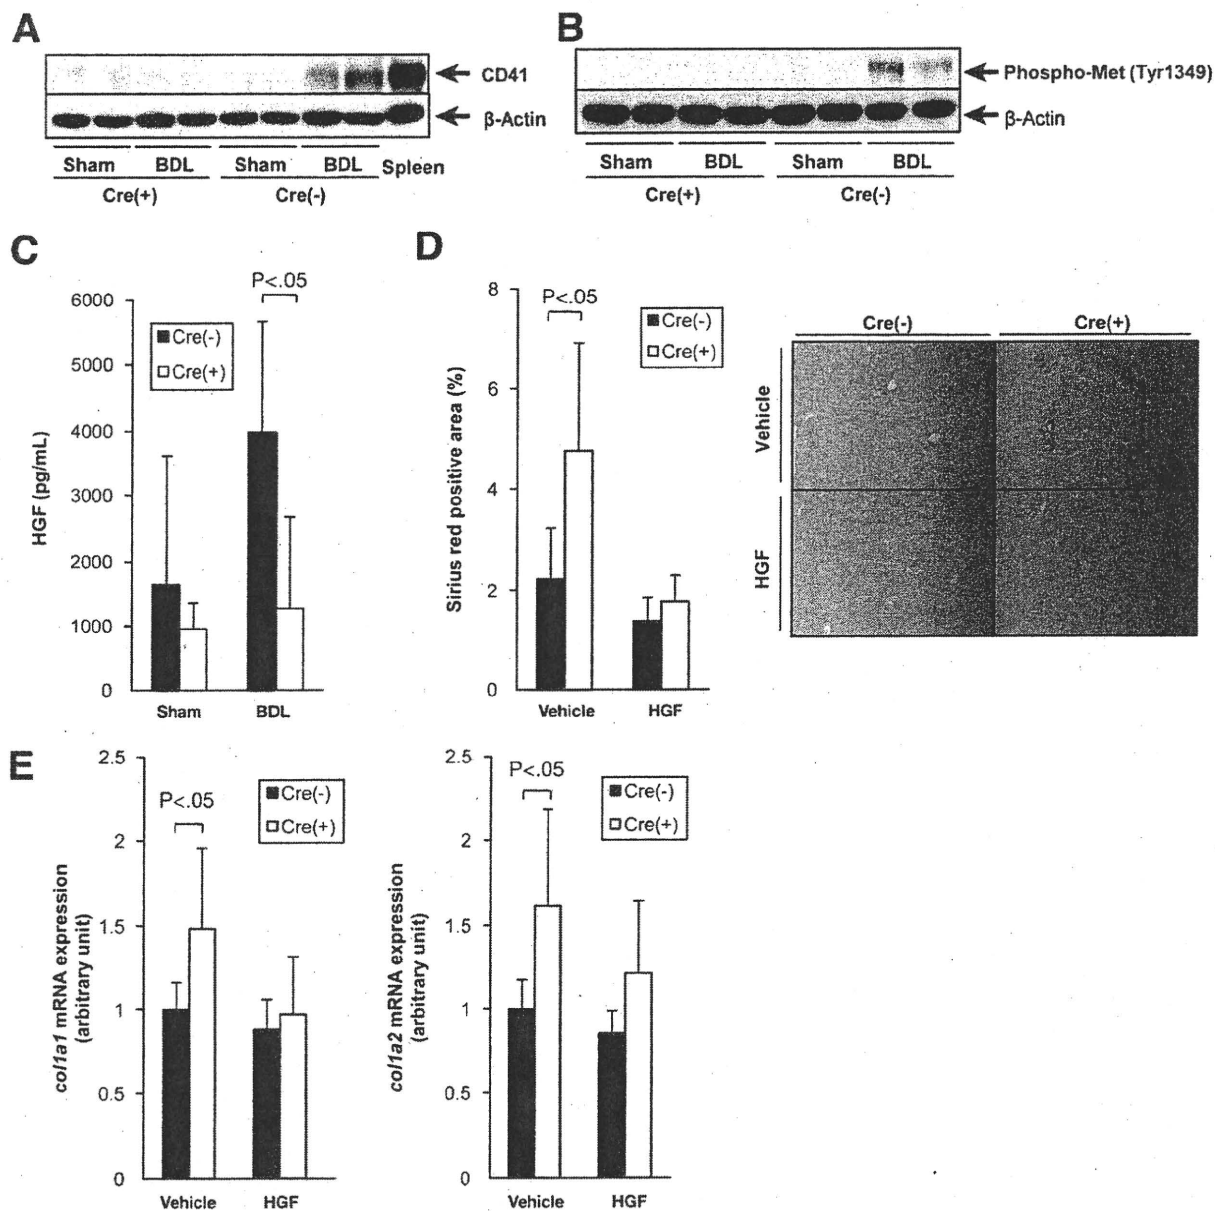 A
CD41
β-Actin
Sham BDL Sham BDL Spleen
Cre(+) Cre(-)
B
Phospho-Met (Tyr1349)
β-Actin
Sham BDL Sham BDL
Cre(+) Cre(-)
C
P<.05
Cre(-)
Cre(+)
HGF (pg/mL)
6000
5000
4000
3000
2000
1000
0
Sham BDL
D
P<.05
Cre(-)
Cre(+)
Sirius red positive area (%)
8
6
4
2
0
Vehicle HGF
Cre(-) Cre(+)
Vehicle
HGF
E
P<.05
Cre(-)
Cre(+)
col1a1 mRNA expression
(arbitrary unit)
2.5
2
1.5
1
0.5
0
Vehicle HGF
P<.05
Cre(-)
Cre(+)
col1a2 mRNA expression
(arbitrary unit)
2.5
2
1.5
1
0.5
0
Vehicle HGF